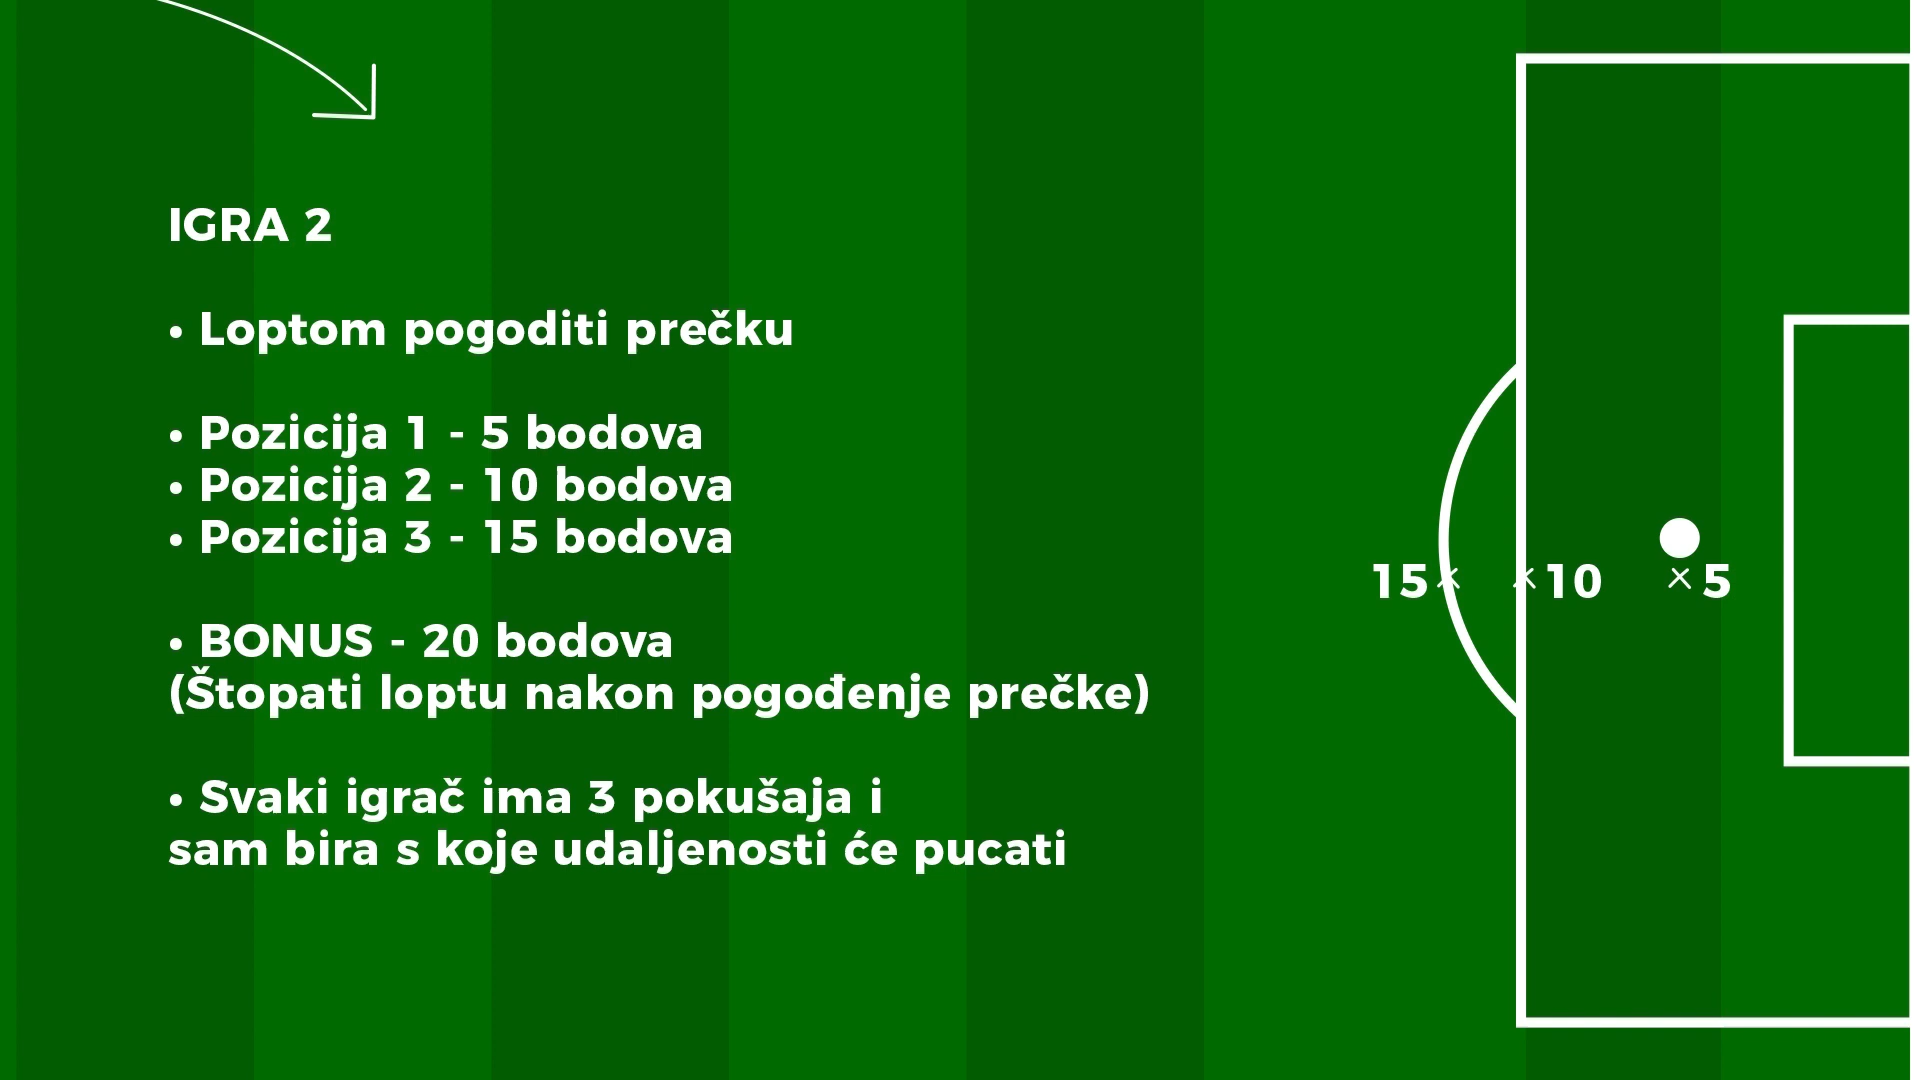 IGRA 2
• Loptom pogoditi prečku
• Pozicija 1 - 5 bodova
• Pozicija 2 - 10 bodova
• Pozicija 3 - 15 bodova
• BONUS - 20 bodova
(Štopati loptu nakon pogođenje prečke)
• Svaki igrač ima 3 pokušaja i
sam bira s koje udaljenosti će pucati
15× ×10 ×5